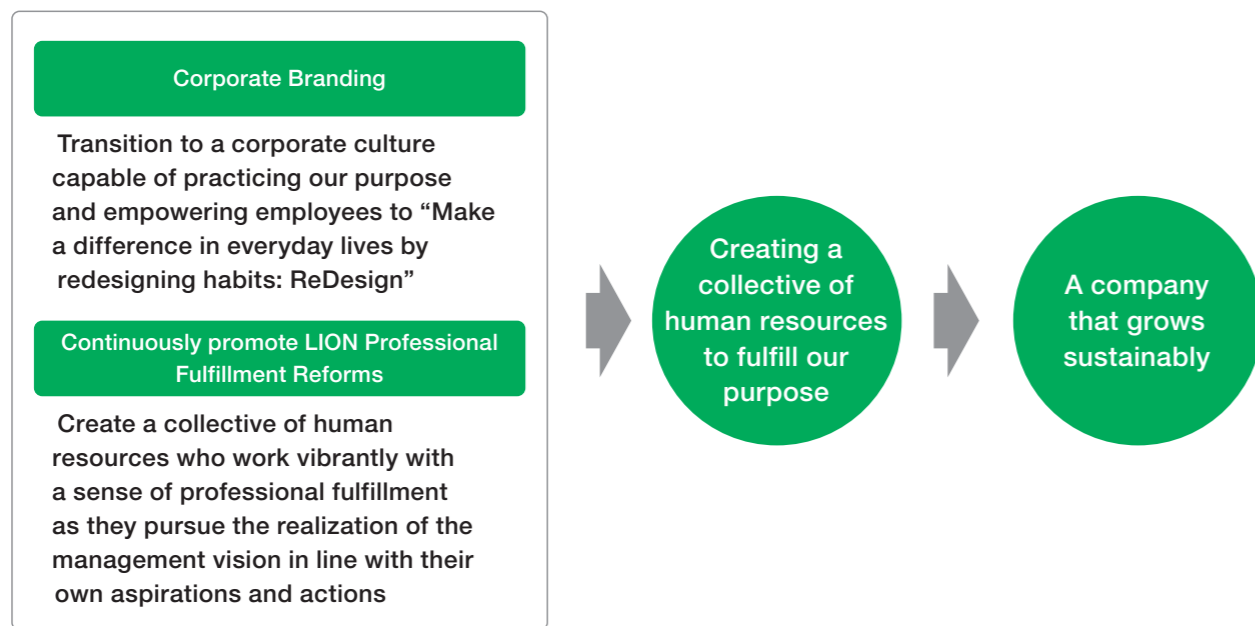 Corporate Branding
Transition to a corporate culture
capable of practicing our purpose
and empowering employees to “Make
a difference in everyday lives by
redesigning habits: ReDesign”
Continuously promote LION Professional
Fulfillment Reforms
Create a collective of human
resources who work vibrantly with
a sense of professional fulfillment
as they pursue the realization of the
management vision in line with their
own aspirations and actions
Creating a
collective of
human resources
to fulfill our
purpose
A company
that grows
sustainably